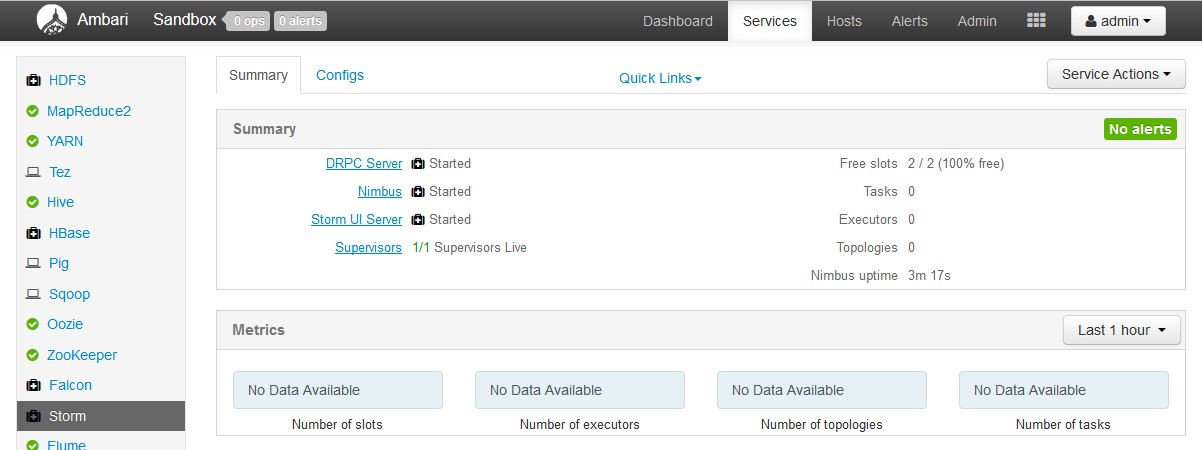 Ambari Sandbox 0 ops 0 alerts Dashboard Services Hosts Alerts Admin admin
HDFS
MapReduce2
YARN
Tez
Hive
HBase
Pig
Sqoop
Oozie
ZooKeeper
Falcon
Storm
Flume
Summary Configs Quick Links Service Actions
Summary No alerts
DRPC Server Started
Nimbus Started
Storm UI Server Started
Supervisors 1/1 Supervisors Live
Free slots 2 / 2 (100% free)
Tasks 0
Executors 0
Topologies 0
Nimbus uptime 3m 17s
Metrics Last 1 hour
No Data Available No Data Available No Data Available No Data Available
Number of slots Number of executors Number of topologies Number of tasks